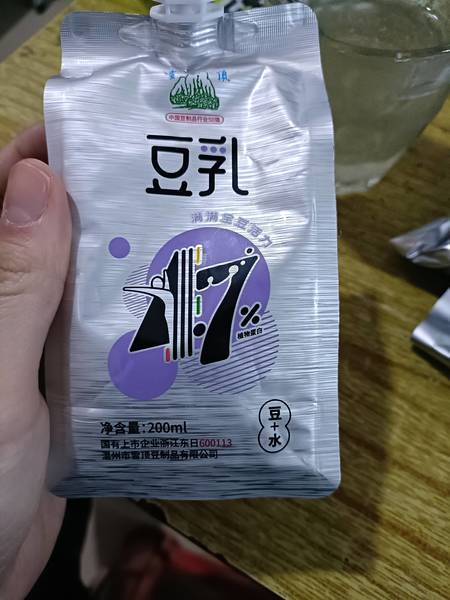 雪 顶
中国豆制品行业50强
豆乳
满满全豆活力
1.7%
植物蛋白
净含量:200ml
国有上市企业浙江东日600113
温州市雪顶豆制品有限公司
豆
+
水